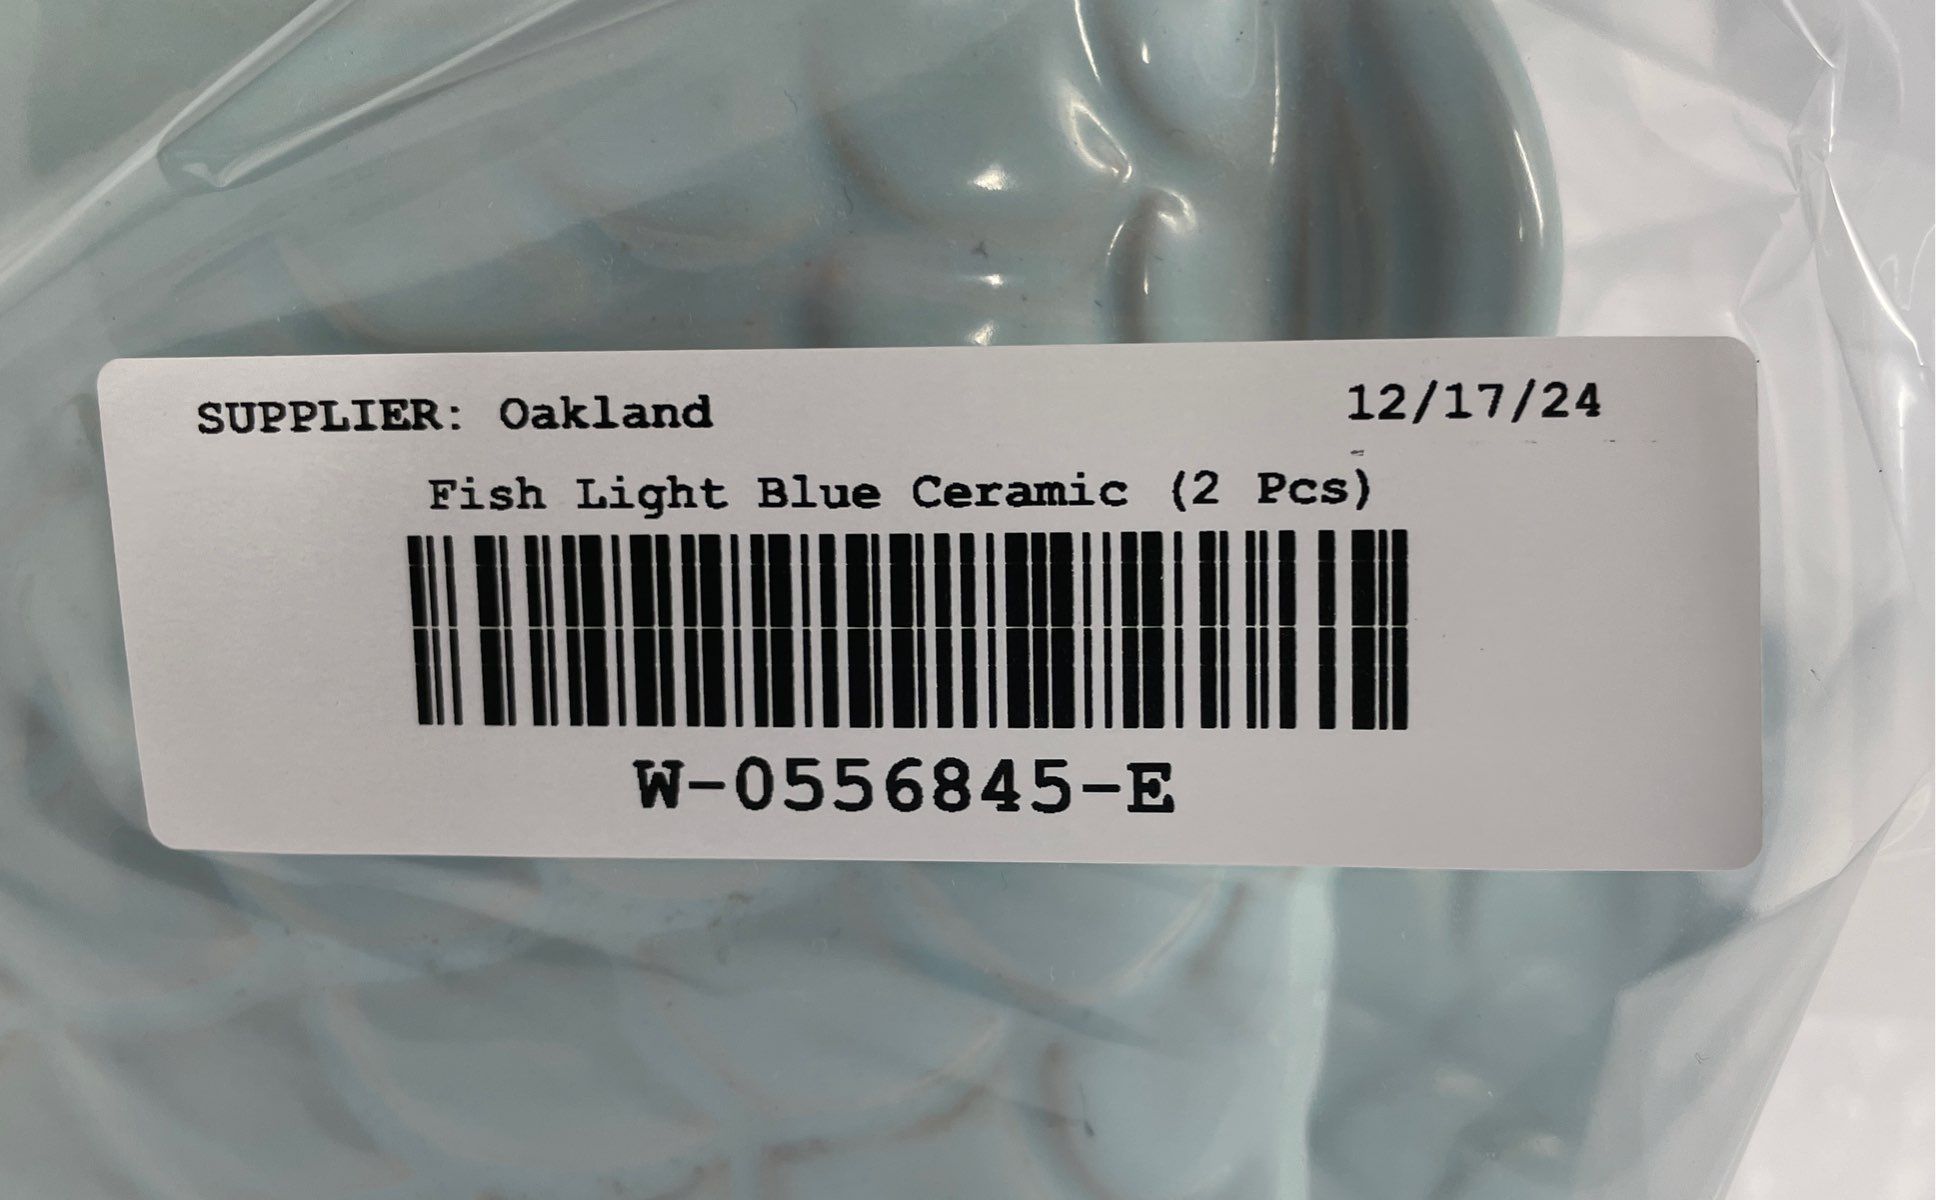 SUPPLIER: Oakland 12/17/24
Fish Light Blue Ceramic (2 Pcs)
W-0556845-E